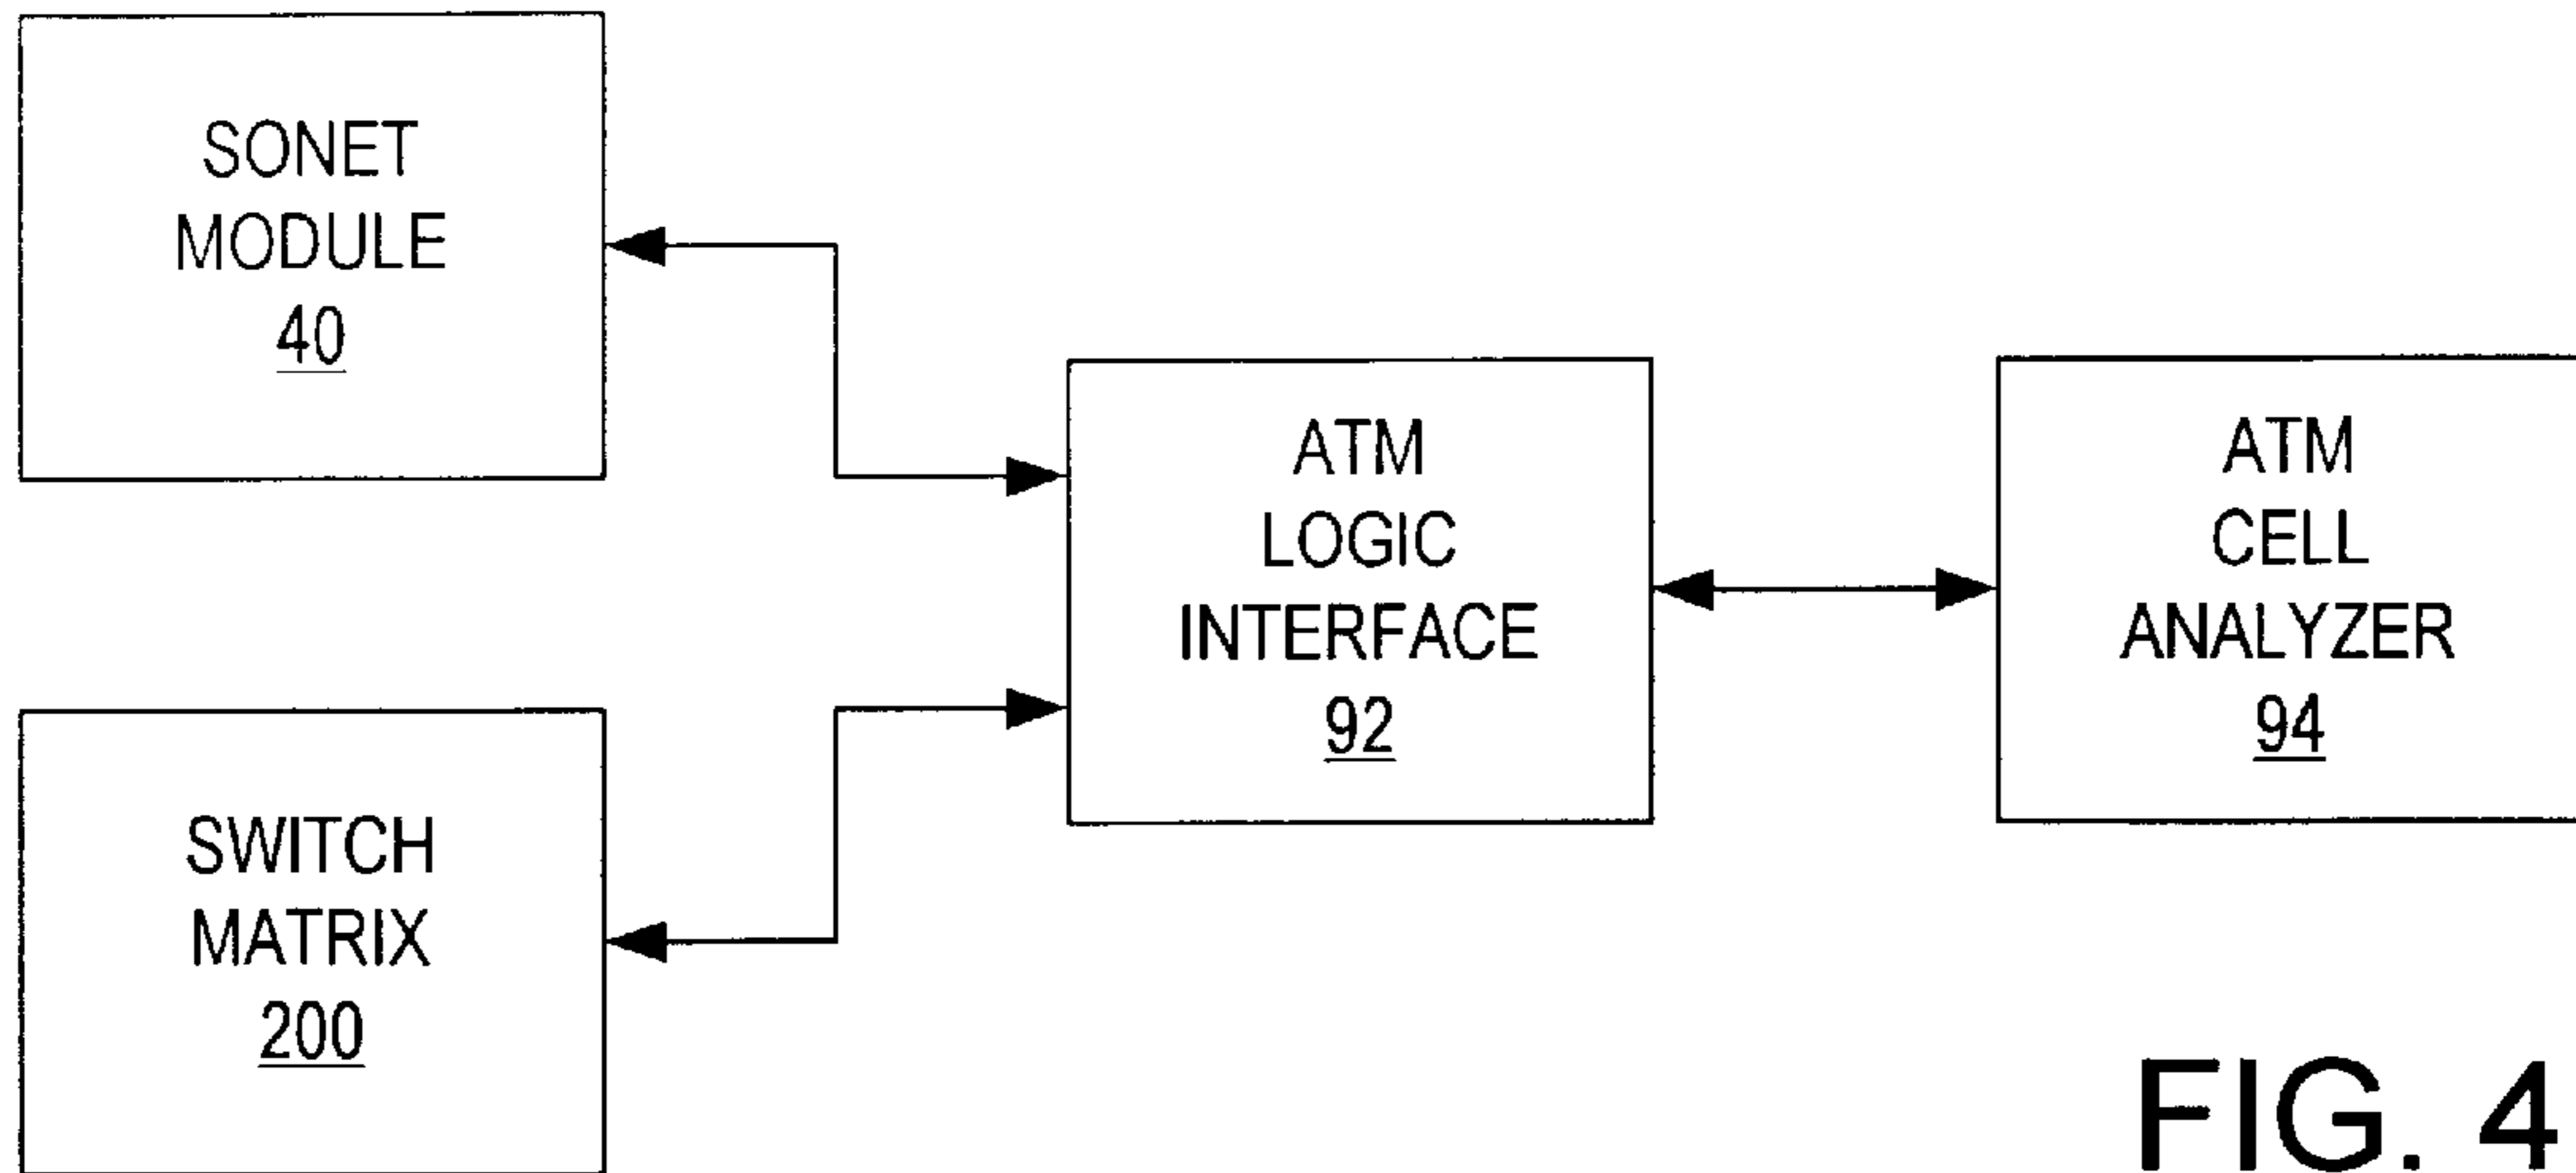 SONET
MODULE
40
ATM
LOGIC
INTERFACE
92
ATM
CELL
ANALYZER
94
SWITCH
MATRIX
200
FIG. 4